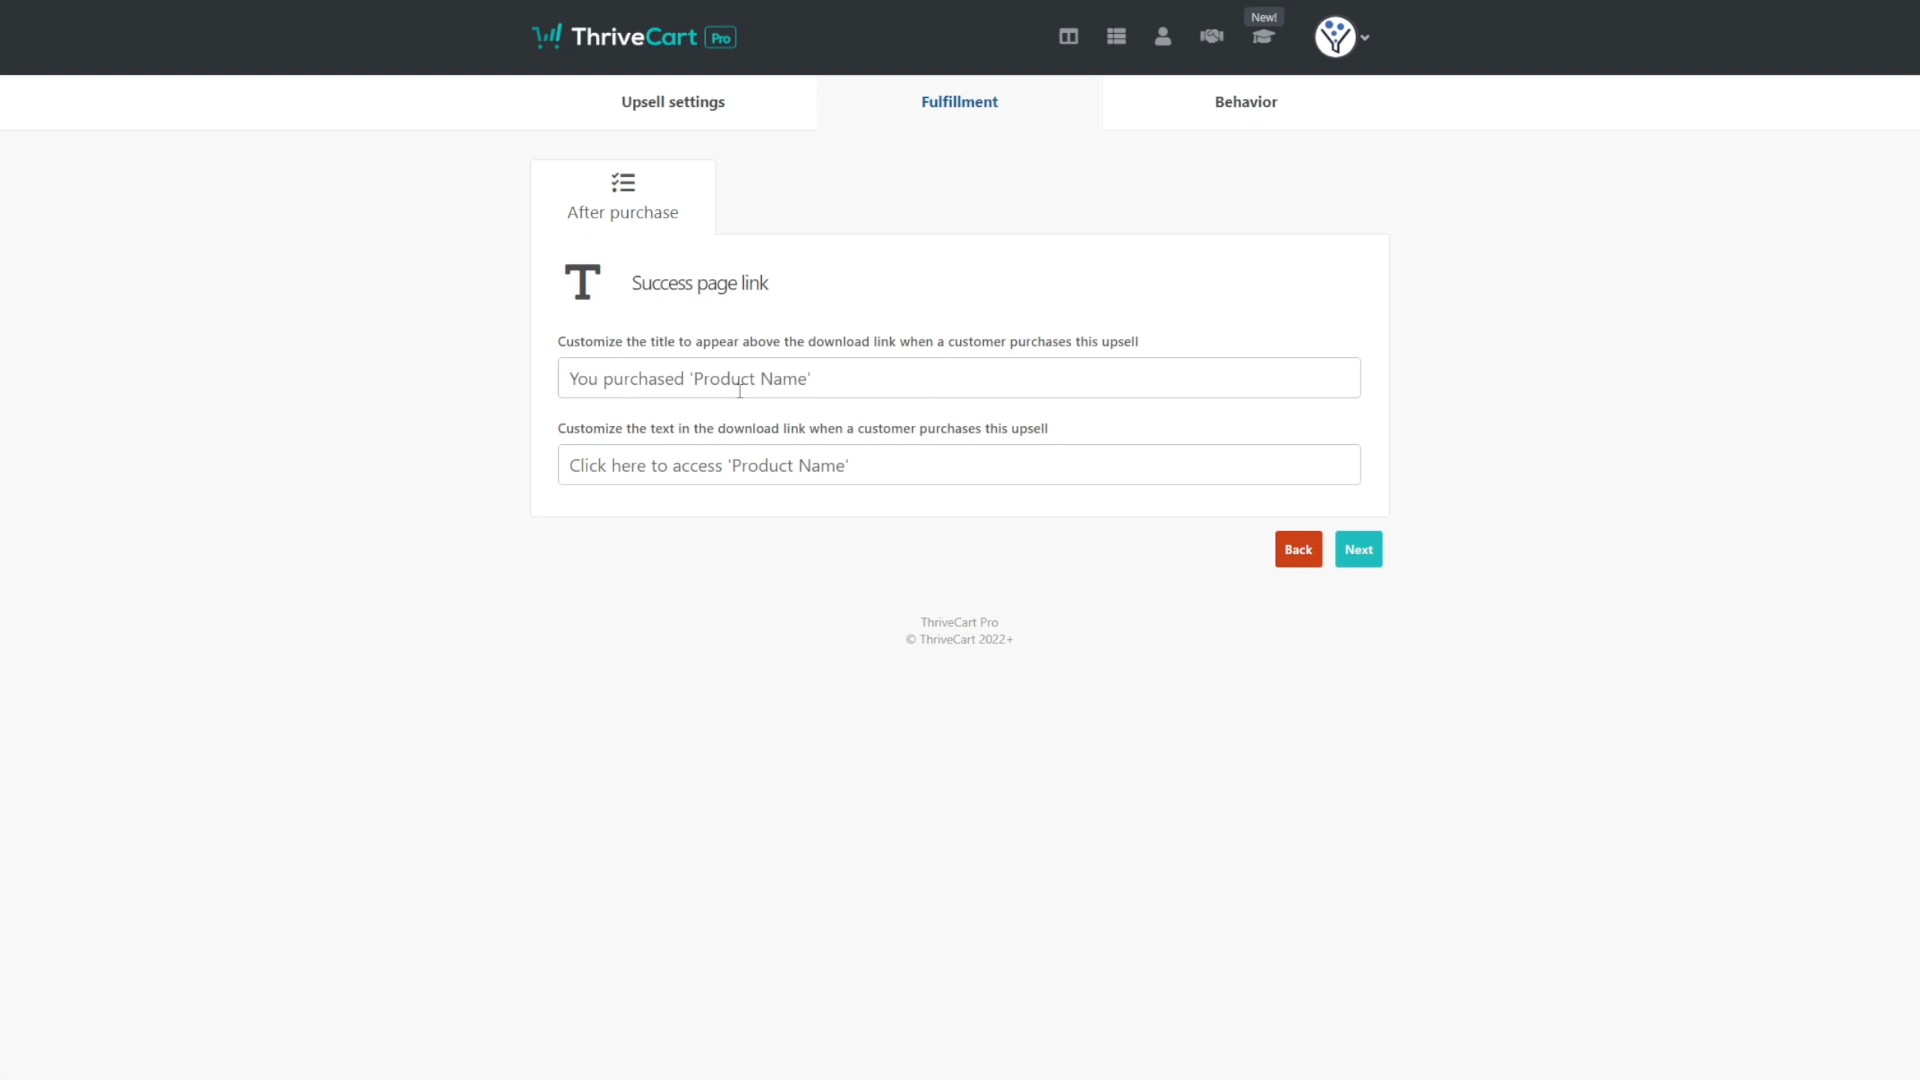 ThriveCart Pro
New!
Upsell settings
Fulfillment
Behavior
After purchase
Success page link
Customize the title to appear above the download link when a customer purchases this upsell
You purchased 'Product Name'
Customize the text in the download link when a customer purchases this upsell
Click here to access 'Product Name'
Back
Next
ThriveCart Pro
© ThriveCart 2022+